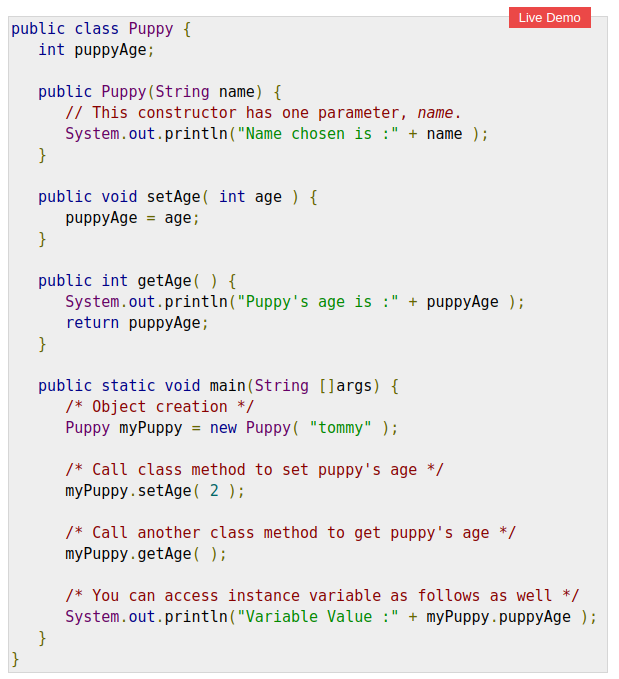 Live Demo
public class Puppy {
   int puppyAge;

   public Puppy(String name) {
      // This constructor has one parameter, name.
      System.out.println("Name chosen is :" + name );
   }

   public void setAge( int age ) {
      puppyAge = age;
   }

   public int getAge( ) {
      System.out.println("Puppy's age is :" + puppyAge );
      return puppyAge;
   }

   public static void main(String []args) {
      /* Object creation */
      Puppy myPuppy = new Puppy( "tommy" );

      /* Call class method to set puppy's age */
      myPuppy.setAge( 2 );

      /* Call another class method to get puppy's age */
      myPuppy.getAge( );

      /* You can access instance variable as follows as well */
      System.out.println("Variable Value :" + myPuppy.puppyAge );
   }
}